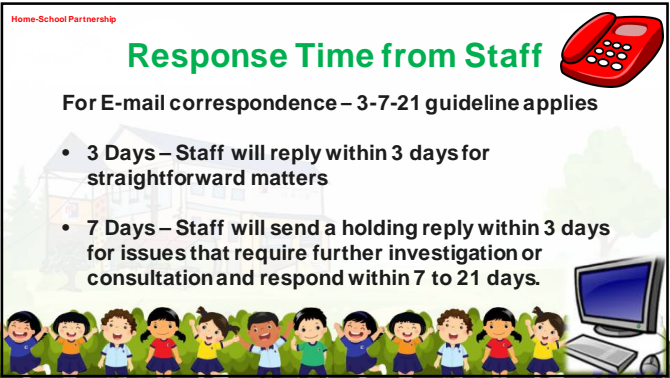 Home-School Partnership
Response Time from Staff
For E-mail correspondence – 3-7-21 guideline applies
• 3 Days – Staff will reply within 3 days for
straightforward matters
• 7 Days – Staff will send a holding reply within 3 days
for issues that require further investigation or
consultation and respond within 7 to 21 days.